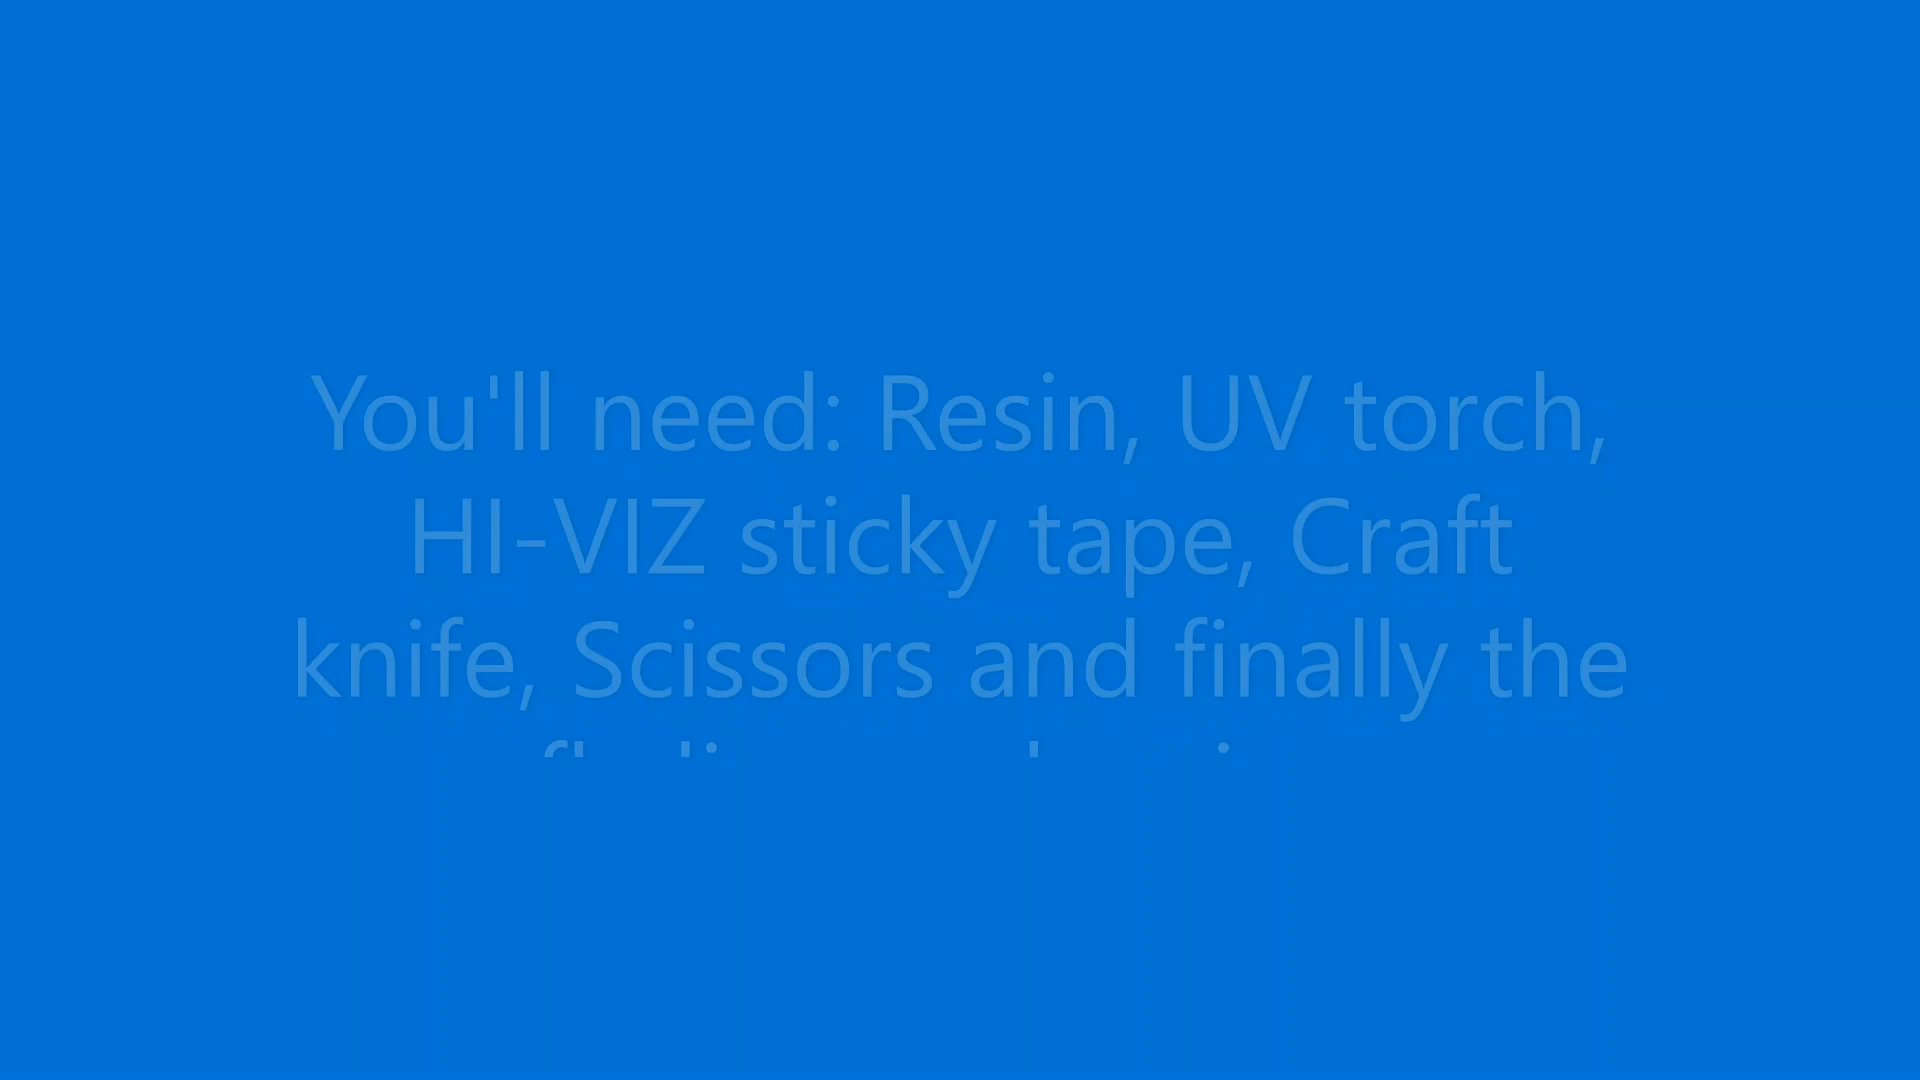 You'll need: Resin, UV torch,
HI-VIZ sticky tape, Craft
knife, Scissors and finally the